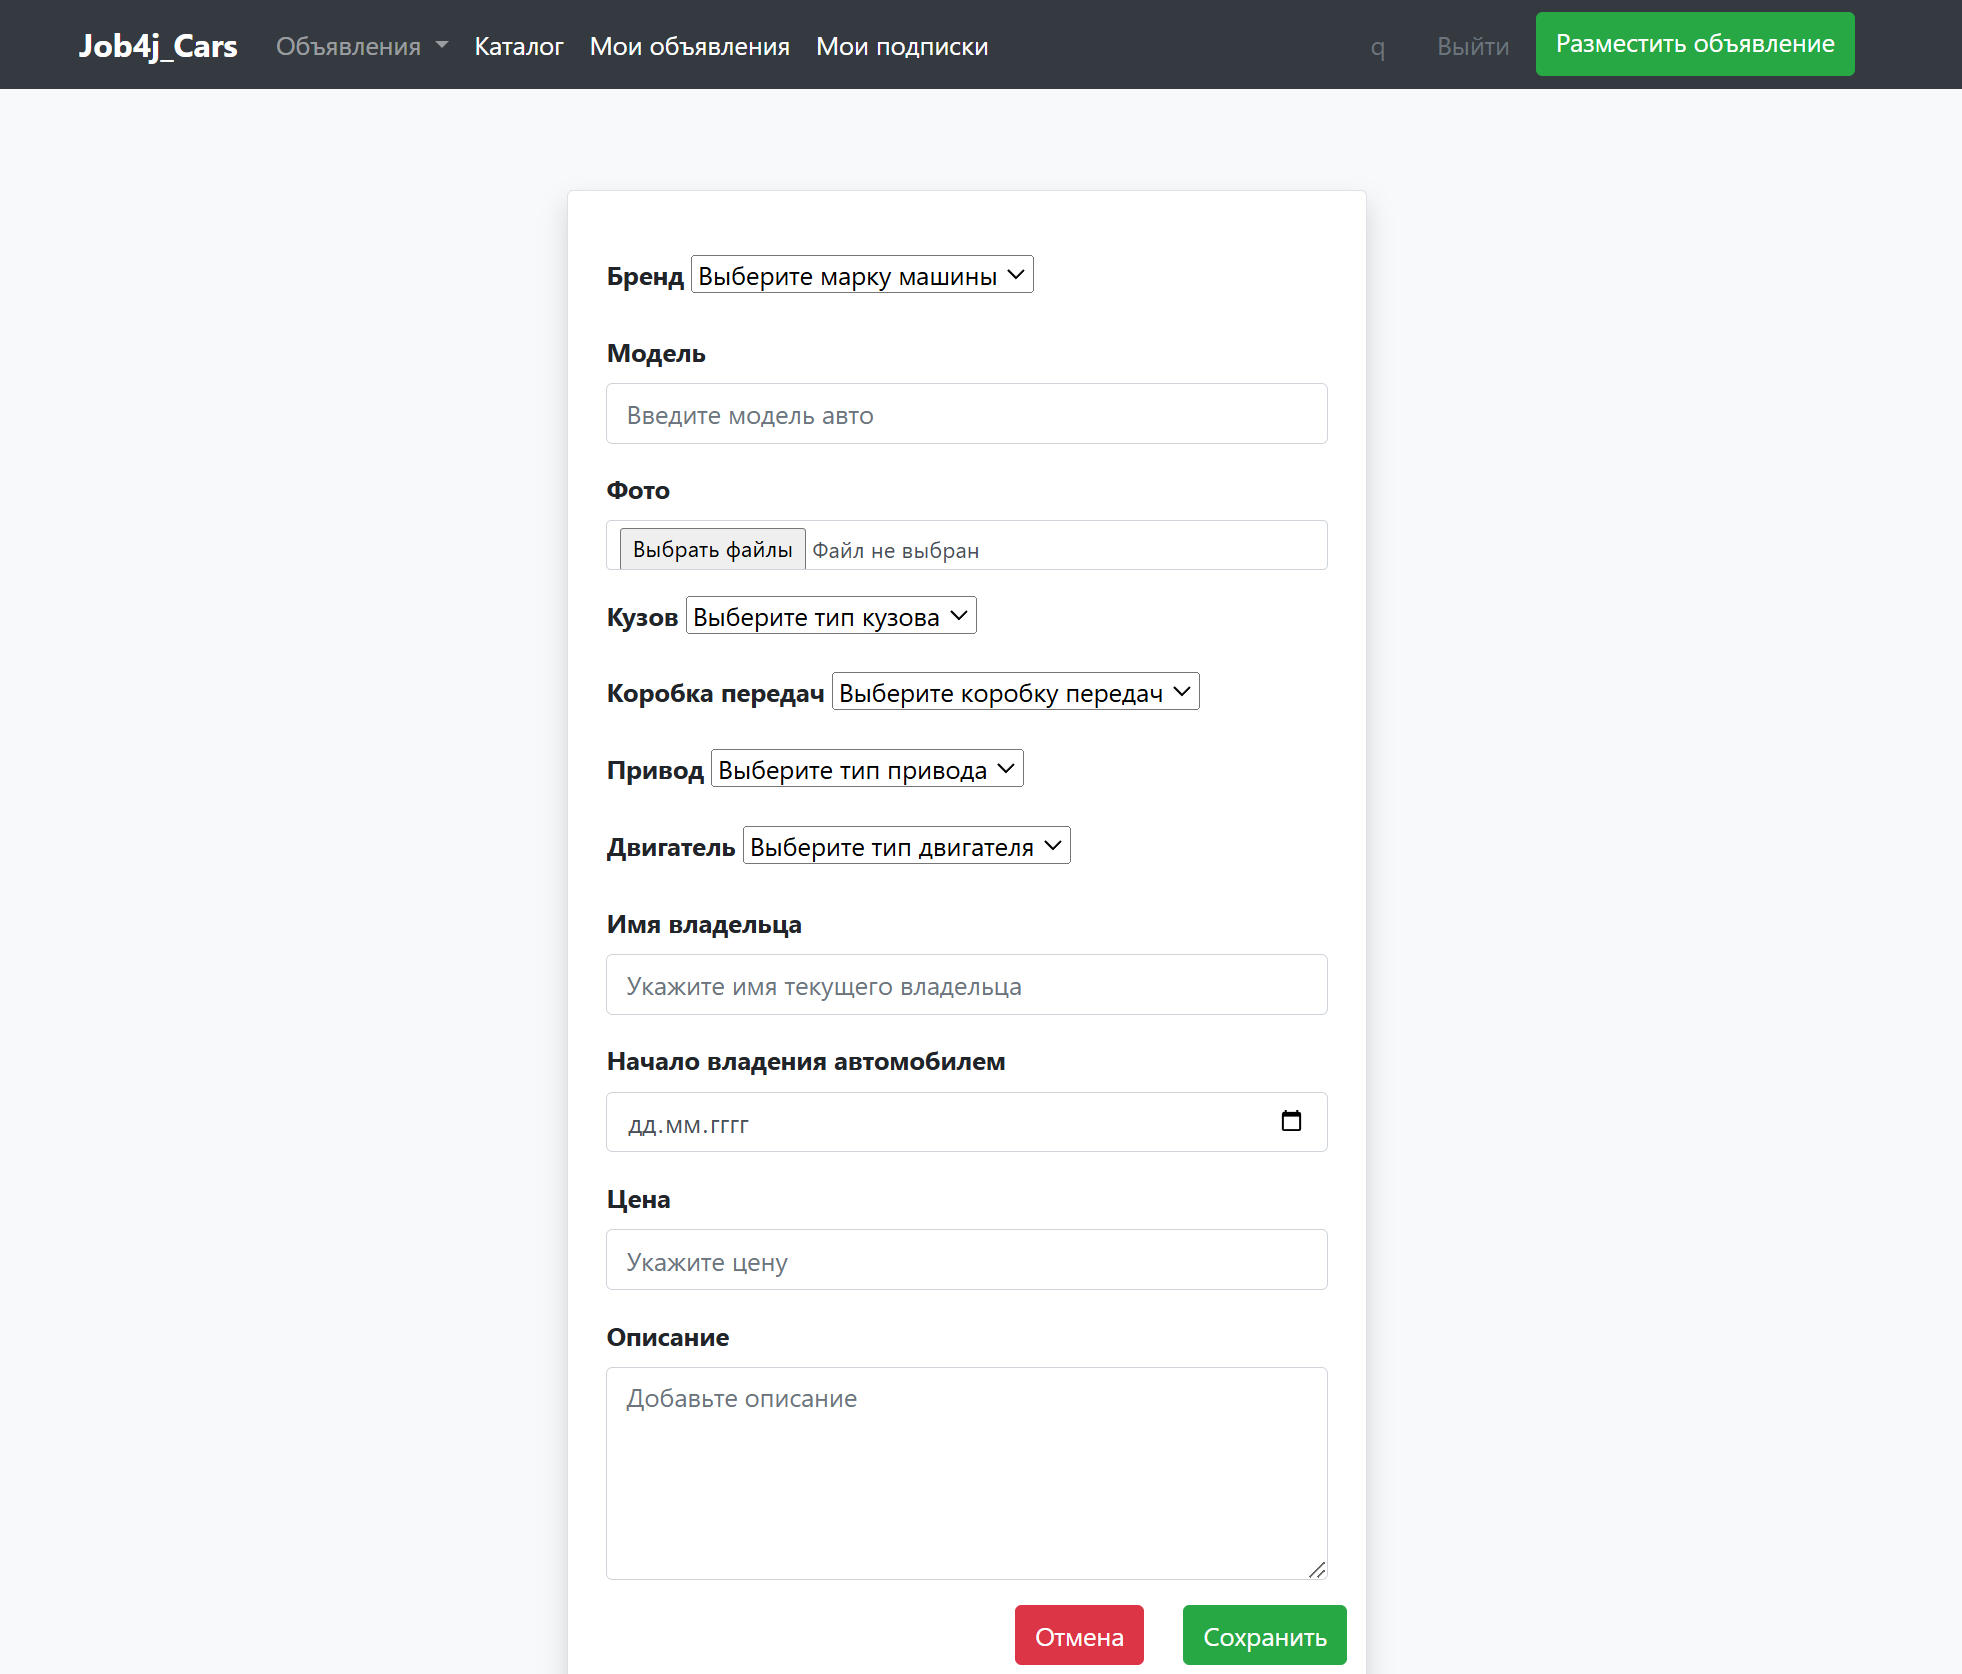 Job4j_Cars Объявления Каталог Мои объявления Мои подписки q Выйти Разместить объявление
Бренд Выберите марку машины
Модель
Введите модель авто
Фото
Выбрать файлы Файл не выбран
Кузов Выберите тип кузова
Коробка передач Выберите коробку передач
Привод Выберите тип привода
Двигатель Выберите тип двигателя
Имя владельца
Укажите имя текущего владельца
Начало владения автомобилем
дд.мм.гггг
Цена
Укажите цену
Описание
Добавьте описание
Отмена Сохранить